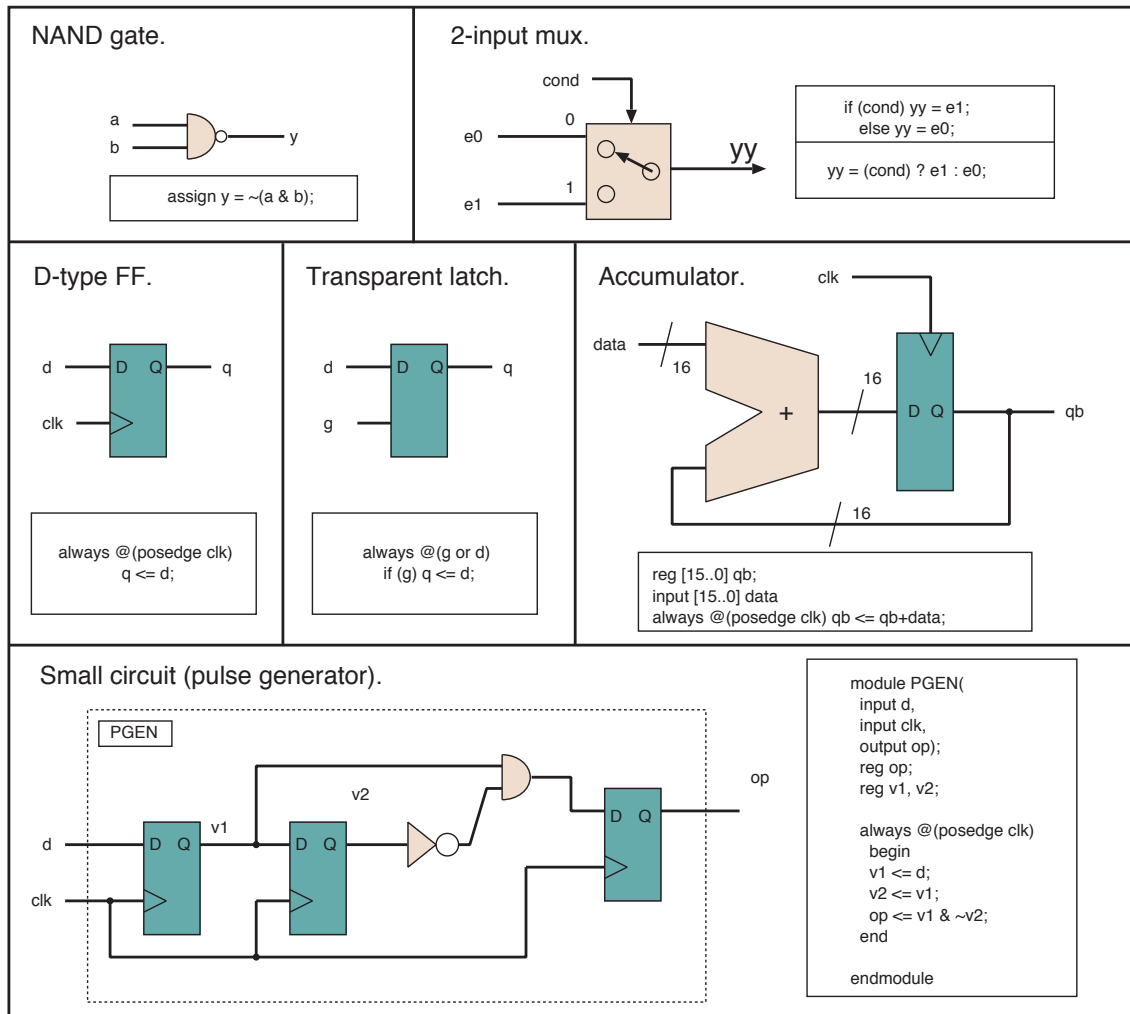 NAND gate.
a
b
y
assign y = ~(a & b);
2-input mux.
cond
0
e0
yy
1
e1
if (cond) yy = e1;
else yy = e0;
yy = (cond) ? e1 : e0;
D-type FF.
d
D Q
q
clk
always @(posedge clk)
q <= d;
Transparent latch.
d
D Q
q
g
always @(g or d)
if (g) q <= d;
Accumulator.
clk
data
16
16
+
D Q
qb
16
reg [15..0] qb;
input [15..0] data
always @(posedge clk) qb <= qb+data;
Small circuit (pulse generator).
PGEN
v2
op
d
D Q
v1
D Q
D Q
clk
module PGEN(
input d,
input clk,
output op);
reg op;
reg v1, v2;
always @(posedge clk)
begin
v1 <= d;
v2 <= v1;
op <= v1 & ~v2;
end
endmodule